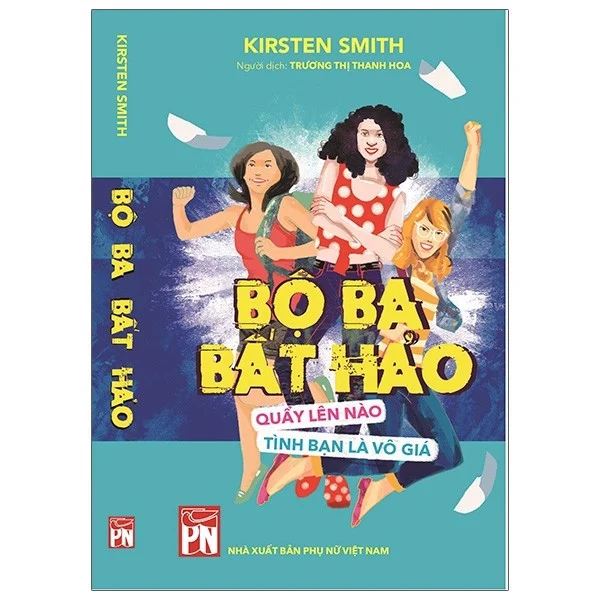 KIRSTEN SMITH
BỘ BA BẤT HẢO
PN
KIRSTEN SMITH
Người dịch: TRƯƠNG THỊ THANH HOA
BỘ BA
BẤT HẢO
QUẨY LÊN NÀO
TÌNH BẠN LÀ VÔ GIÁ
PN
NHÀ XUẤT BẢN PHỤ NỮ VIỆT NAM